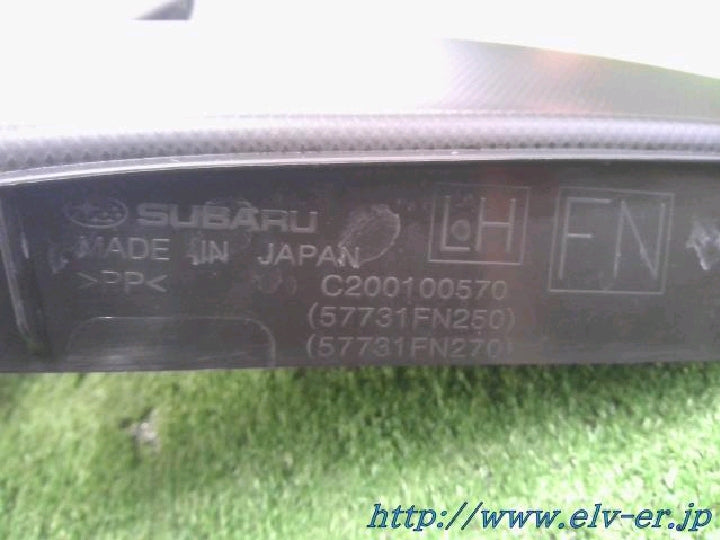 SUBARU
LH
FN
MADE IN JAPAN
>PP<
C200100570
(57731FN250)
(57731FN270)
http://www.elv-er.jp